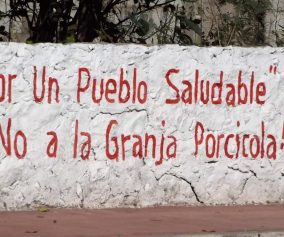 or Un Pueblo Saludable"
No a la Granja Porcicola!